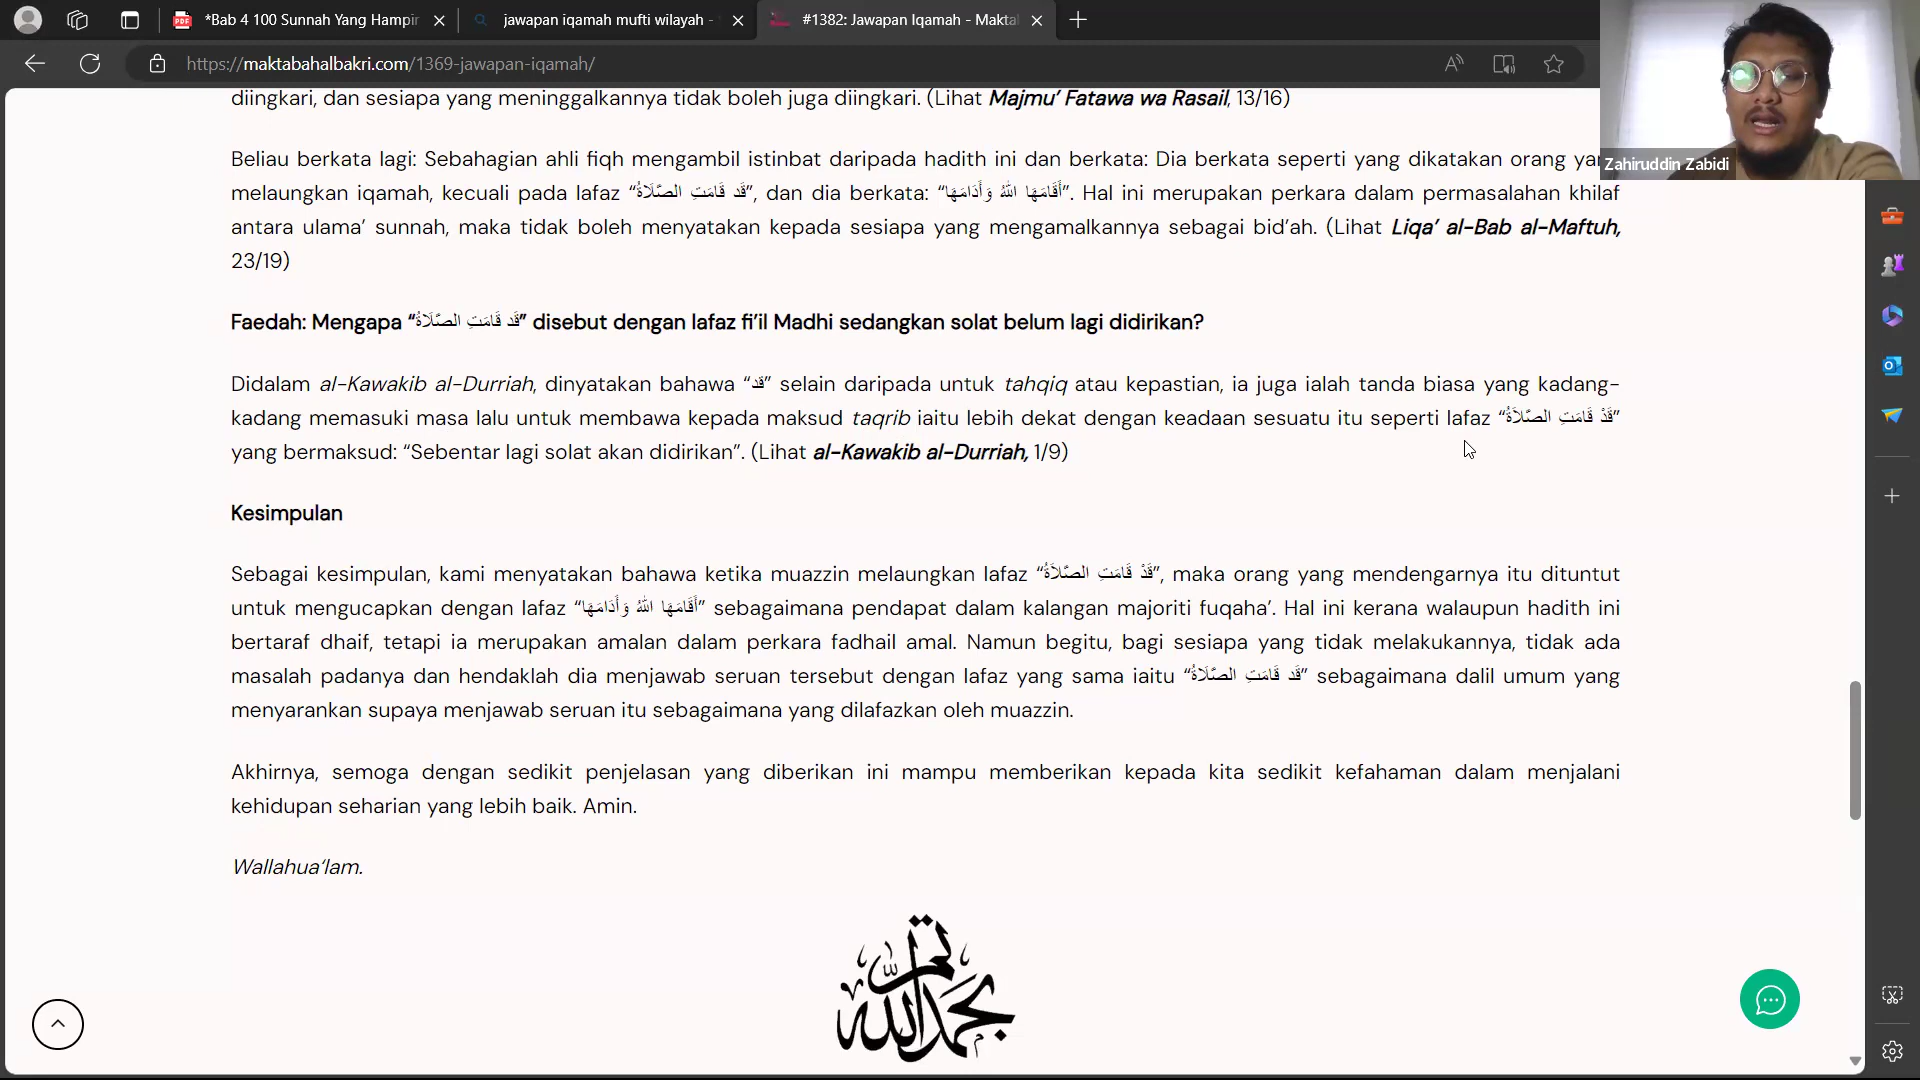 *Bab 4 100 Sunnah Yang Hampir
jawapan iqamah mufti wilayah -
#1382: Jawapan Iqamah - Maktab
https://maktabahalbakri.com/1369-jawapan-iqamah/
Zahiruddin Zabidi
diingkari, dan sesiapa yang meninggalkannya tidak boleh juga diingkari. (Lihat Majmu’ Fatawa wa Rasail, 13/16)
Beliau berkata lagi: Sebahagian ahli fiqh mengambil istinbat daripada hadith ini dan berkata: Dia berkata seperti yang dikatakan orang yan
melaungkan iqamah, kecuali pada lafaz “قَد قَامَتِ الصَّلَاةُ”, dan dia berkata: “أَقَامَهَا اللهُ وَأَدَامَهَا”. Hal ini merupakan perkara dalam permasalahan khilaf
antara ulama’ sunnah, maka tidak boleh menyatakan kepada sesiapa yang mengamalkannya sebagai bid’ah. (Lihat Liqa’ al-Bab al-Maftuh,
23/19)
Faedah: Mengapa “قَد قَامَتِ الصَّلَاةُ” disebut dengan lafaz fi’il Madhi sedangkan solat belum lagi didirikan?
Didalam al-Kawakib al-Durriah, dinyatakan bahawa “قد” selain daripada untuk tahqiq atau kepastian, ia juga ialah tanda biasa yang kadang-
kadang memasuki masa lalu untuk membawa kepada maksud taqrib iaitu lebih dekat dengan keadaan sesuatu itu seperti lafaz “قَدْ قَامَتِ الصَّلَاةُ”
yang bermaksud: “Sebentar lagi solat akan didirikan”. (Lihat al-Kawakib al-Durriah, 1/9)
Kesimpulan
Sebagai kesimpulan, kami menyatakan bahawa ketika muazzin melaungkan lafaz “قَدْ قَامَتِ الصَّلَاةُ”, maka orang yang mendengarnya itu dituntut
untuk mengucapkan dengan lafaz “أَقَامَهَا اللهُ وَأَدَامَهَا” sebagaimana pendapat dalam kalangan majoriti fuqaha’. Hal ini kerana walaupun hadith ini
bertaraf dhaif, tetapi ia merupakan amalan dalam perkara fadhail amal. Namun begitu, bagi sesiapa yang tidak melakukannya, tidak ada
masalah padanya dan hendaklah dia menjawab seruan tersebut dengan lafaz yang sama iaitu “قَد قَامَتِ الصَّلَاةُ” sebagaimana dalil umum yang
menyarankan supaya menjawab seruan itu sebagaimana yang dilafazkan oleh muazzin.
Akhirnya, semoga dengan sedikit penjelasan yang diberikan ini mampu memberikan kepada kita sedikit kefahaman dalam menjalani
kehidupan seharian yang lebih baik. Amin.
Wallahua’lam.
تم بحمد الله